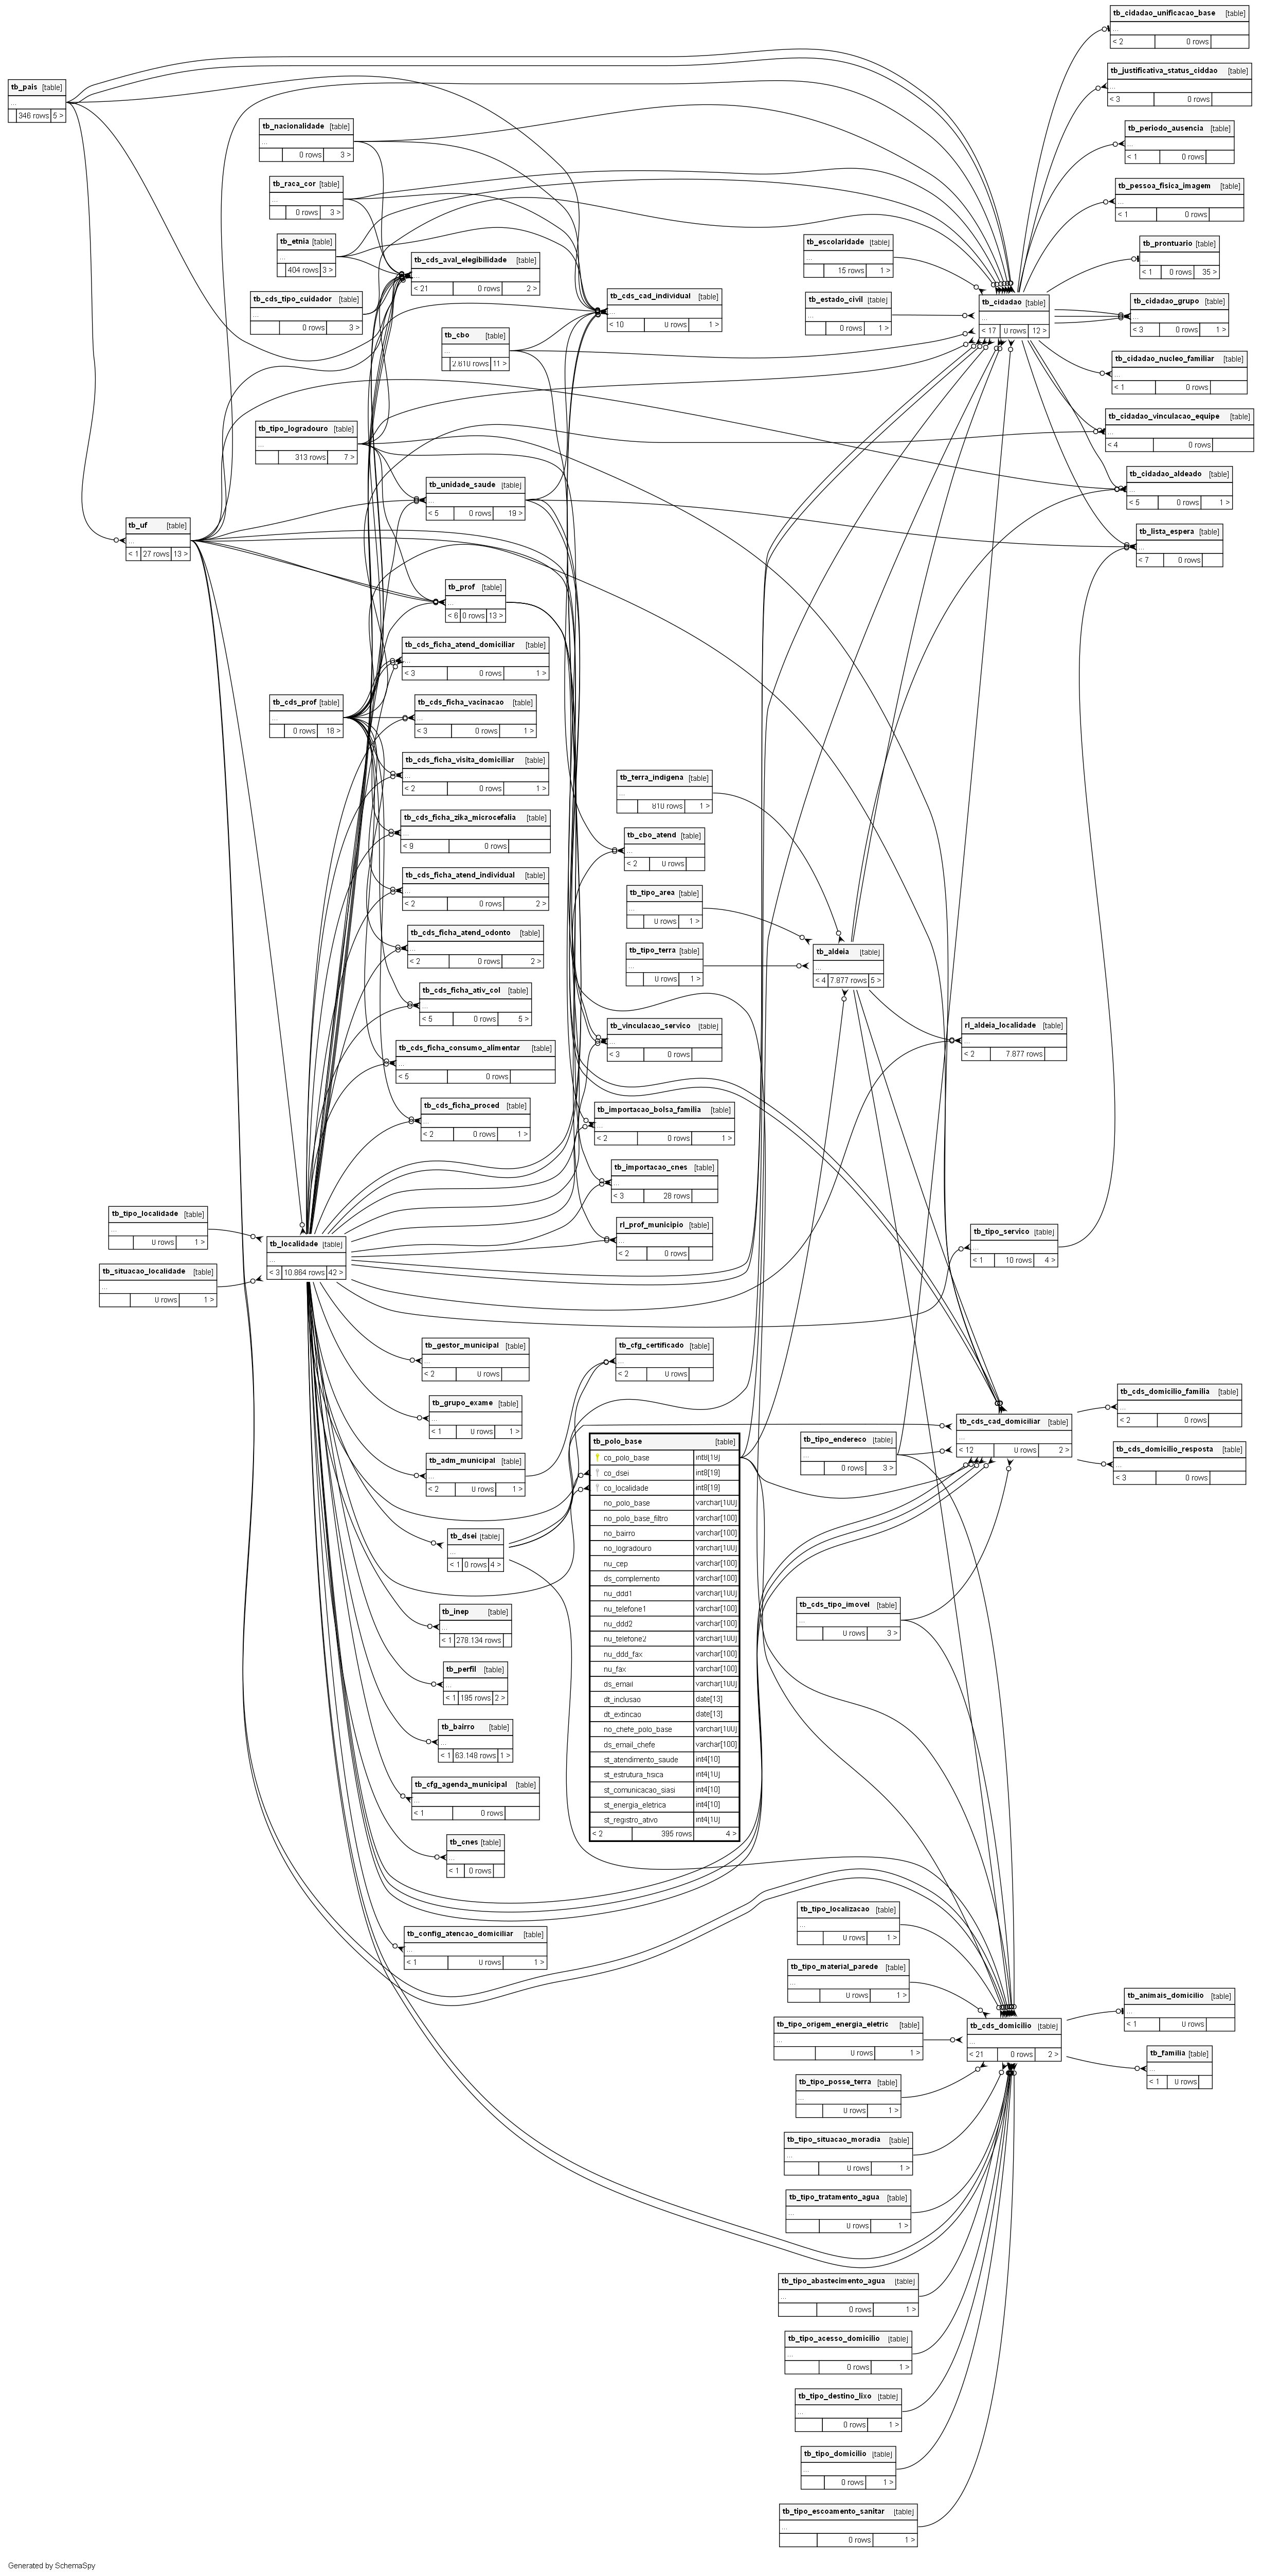 tb_cidadao_unificacao_base [table]
...
< 2 0 rows
tb_justificativa_status_ciddao [table]
...
< 3 0 rows
tb_pais [table]
...
346 rows 5 >
tb_nacionalidade [table]
...
0 rows 3 >
tb_periodo_ausencia [table]
...
< 1 0 rows
tb_raca_cor [table]
...
0 rows 3 >
tb_pessoa_fisica_imagem [table]
...
< 1 0 rows
tb_etnia [table]
...
404 rows 3 >
tb_escolaridade [table]
...
15 rows 1 >
tb_prontuario [table]
...
< 1 0 rows 35 >
tb_cds_aval_elegibilidade [table]
...
< 21 0 rows 2 >
tb_cds_tipo_cuidador [table]
...
0 rows 3 >
tb_cds_cad_individual [table]
...
< 10 0 rows 1 >
tb_estado_civil [table]
...
0 rows 1 >
tb_cidadao [table]
...
< 17 0 rows 12 >
tb_cidadao_grupo [table]
...
< 3 0 rows 1 >
tb_cbo [table]
...
2.610 rows 11 >
tb_cidadao_nucleo_familiar [table]
...
< 1 0 rows
tb_tipo_logradouro [table]
...
313 rows 7 >
tb_cidadao_vinculacao_equipe [table]
...
< 4 0 rows
tb_unidade_saude [table]
...
< 5 0 rows 19 >
tb_cidadao_aldeado [table]
...
< 5 0 rows 1 >
tb_uf [table]
...
< 1 27 rows 13 >
tb_lista_espera [table]
...
< 7 0 rows
tb_prof [table]
...
< 6 0 rows 13 >
tb_cds_ficha_atend_domiciliar [table]
...
< 3 0 rows 1 >
tb_cds_prof [table]
...
0 rows 18 >
tb_cds_ficha_vacinacao [table]
...
< 3 0 rows 1 >
tb_cds_ficha_visita_domiciliar [table]
...
< 2 0 rows 1 >
tb_terra_indigena [table]
...
810 rows 1 >
tb_cds_ficha_zika_microcefalia [table]
...
< 9 0 rows
tb_cbo_atend [table]
...
< 2 0 rows
tb_cds_ficha_atend_individual [table]
...
< 2 0 rows 2 >
tb_tipo_area [table]
...
0 rows 1 >
tb_cds_ficha_atend_odonto [table]
...
< 2 0 rows 2 >
tb_tipo_terra [table]
...
0 rows 1 >
tb_aldeia [table]
...
< 4 7.877 rows 5 >
tb_cds_ficha_ativ_col [table]
...
< 5 0 rows 5 >
tb_vinculacao_servico [table]
...
< 3 0 rows
rl_aldeia_localidade [table]
...
< 2 7.877 rows
tb_cds_ficha_consumo_alimentar [table]
...
< 5 0 rows
tb_cds_ficha_proced [table]
...
< 2 0 rows 1 >
tb_importacao_bolsa_familia [table]
...
< 2 0 rows 1 >
tb_importacao_cnes [table]
...
< 3 28 rows
tb_tipo_localidade [table]
...
0 rows 1 >
rl_prof_municipio [table]
...
< 2 0 rows
tb_tipo_servico [table]
...
< 1 10 rows 4 >
tb_localidade [table]
...
< 3 10.864 rows 42 >
tb_situacao_localidade [table]
...
0 rows 1 >
tb_gestor_municipal [table]
...
< 2 0 rows
tb_cfg_certificado [table]
...
< 2 0 rows
tb_grupo_exame [table]
...
< 1 0 rows 1 >
tb_cds_domicilio_familia [table]
...
< 2 0 rows
tb_cds_cad_domiciliar [table]
...
< 12 0 rows 2 >
tb_adm_municipal [table]
...
< 2 0 rows 1 >
tb_tipo_endereco [table]
...
0 rows 3 >
tb_cds_domicilio_resposta [table]
...
< 3 0 rows
tb_dsei [table]
...
< 1 0 rows 4 >
tb_polo_base [table]
co_polo_base int8[19]
co_dsei int8[19]
co_localidade int8[19]
no_polo_base varchar[100]
no_polo_base_filtro varchar[100]
no_bairro varchar[100]
no_logradouro varchar[100]
nu_cep varchar[100]
ds_complemento varchar[100]
nu_ddd1 varchar[100]
nu_telefone1 varchar[100]
nu_ddd2 varchar[100]
nu_telefone2 varchar[100]
nu_ddd_fax varchar[100]
nu_fax varchar[100]
ds_email varchar[100]
dt_inclusao date[13]
dt_extincao date[13]
no_chefe_polo_base varchar[100]
ds_email_chefe varchar[100]
st_atendimento_saude int4[10]
st_estrutura_fisica int4[10]
st_comunicacao_siasi int4[10]
st_energia_eletrica int4[10]
st_registro_ativo int4[10]
< 2 395 rows 4 >
tb_inep [table]
...
< 1 278.134 rows
tb_cds_tipo_imovel [table]
...
0 rows 3 >
tb_perfil [table]
...
< 1 195 rows 2 >
tb_bairro [table]
...
< 1 63.148 rows 1 >
tb_cfg_agenda_municipal [table]
...
< 1 0 rows
tb_cnes [table]
...
< 1 0 rows
tb_config_atencao_domiciliar [table]
...
< 1 0 rows 1 >
tb_tipo_localizacao [table]
...
0 rows 1 >
tb_tipo_material_parede [table]
...
0 rows 1 >
tb_animais_domicilio [table]
...
< 1 0 rows
tb_tipo_origem_energia_eletric [table]
...
0 rows 1 >
tb_cds_domicilio [table]
...
< 21 0 rows 2 >
tb_familia [table]
...
< 1 0 rows
tb_tipo_posse_terra [table]
...
0 rows 1 >
tb_tipo_situacao_moradia [table]
...
0 rows 1 >
tb_tipo_tratamento_agua [table]
...
0 rows 1 >
tb_tipo_abastecimento_agua [table]
...
0 rows 1 >
tb_tipo_acesso_domicilio [table]
...
0 rows 1 >
tb_tipo_destino_lixo [table]
...
0 rows 1 >
tb_tipo_domicilio [table]
...
0 rows 1 >
tb_tipo_escoamento_sanitar [table]
...
0 rows 1 >
Generated by SchemaSpy